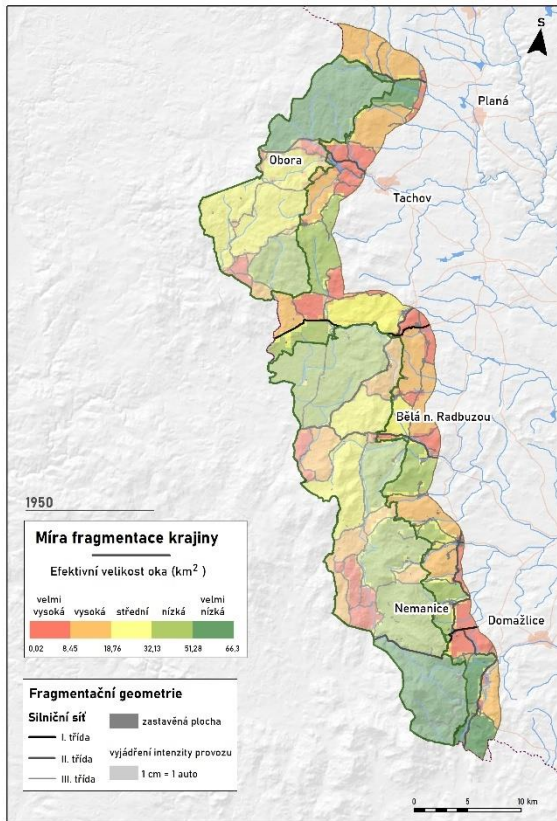 N
Planá
Obora
Tachov
Bělá n. Radbuzou
Nemanice
Domažlice
1950
Míra fragmentace krajiny
Efektivní velikost oka (km²)
velmi vysoká vysoká střední nízká velmi nízká
0,02 8,45 18,76 32,13 51,28 66.3
Fragmentační geometrie
Silniční síť
I. třída
II. třída
III. třída
zastavěná plocha
vyjádření intenzity provozu
1 cm = 1 auto
0 5 10 km